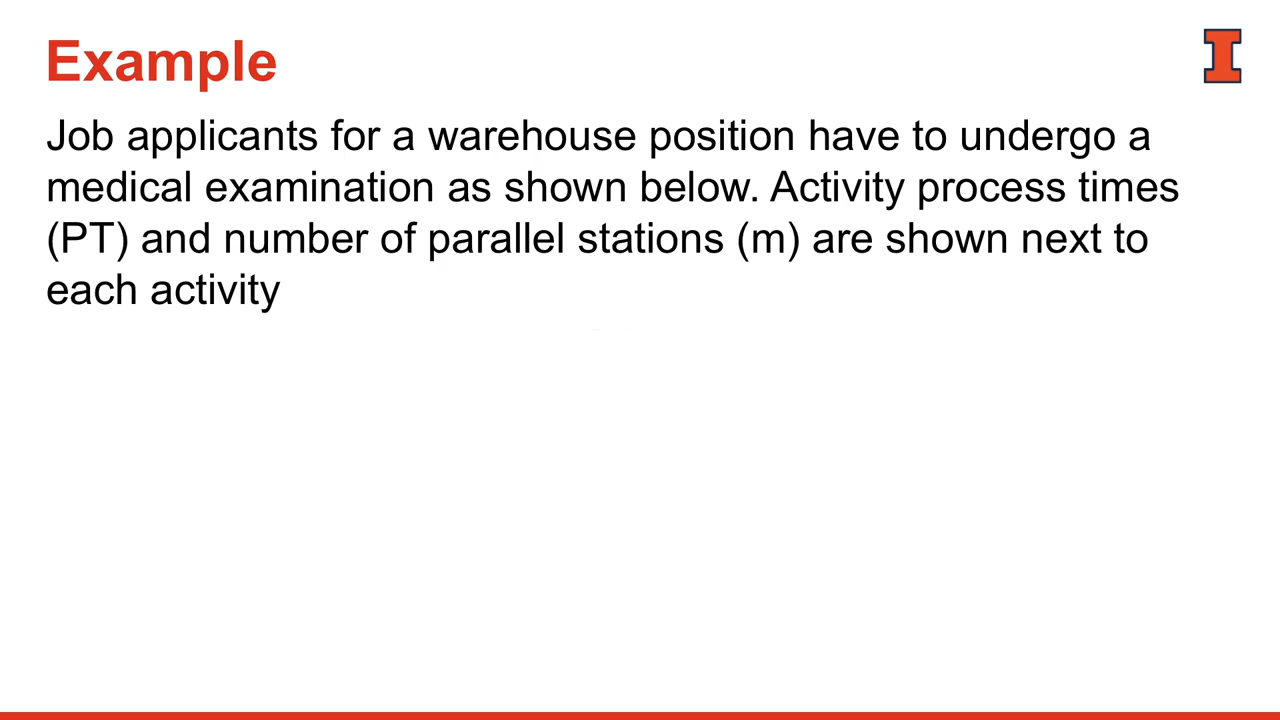 Example
Job applicants for a warehouse position have to undergo a
medical examination as shown below. Activity process times
(PT) and number of parallel stations (m) are shown next to
each activity